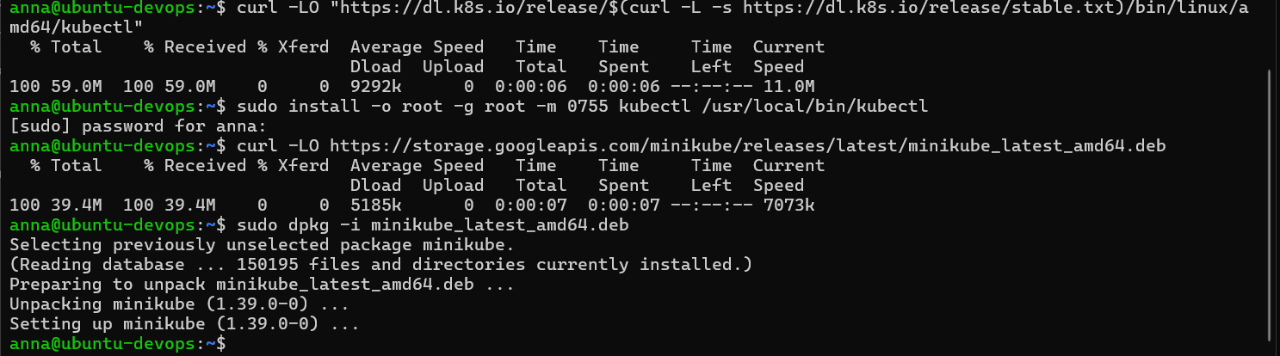 anna@ubuntu-devops:~$ curl -LO "https://dl.k8s.io/release/$(curl -L -s https://dl.k8s.io/release/stable.txt)/bin/linux/a
md64/kubectl"
  % Total    % Received % Xferd  Average Speed   Time    Time     Time  Current
                                 Dload  Upload   Total   Spent    Left  Speed
100 59.0M  100 59.0M    0     0  9292k      0  0:00:06  0:00:06 --:--:-- 11.0M
anna@ubuntu-devops:~$ sudo install -o root -g root -m 0755 kubectl /usr/local/bin/kubectl
[sudo] password for anna:
anna@ubuntu-devops:~$ curl -LO https://storage.googleapis.com/minikube/releases/latest/minikube_latest_amd64.deb
  % Total    % Received % Xferd  Average Speed   Time    Time     Time  Current
                                 Dload  Upload   Total   Spent    Left  Speed
100 39.4M  100 39.4M    0     0  5185k      0  0:00:07  0:00:07 --:--:-- 7073k
anna@ubuntu-devops:~$ sudo dpkg -i minikube_latest_amd64.deb
Selecting previously unselected package minikube.
(Reading database ... 150195 files and directories currently installed.)
Preparing to unpack minikube_latest_amd64.deb ...
Unpacking minikube (1.39.0-0) ...
Setting up minikube (1.39.0-0) ...
anna@ubuntu-devops:~$